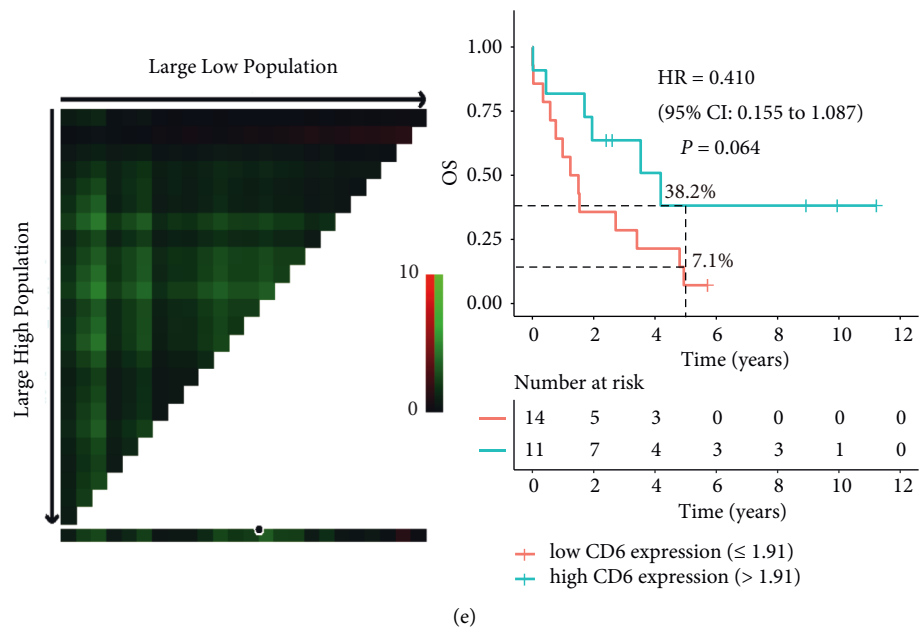 Large Low Population
Large High Population
10
0
OS
1.00
0.75
0.50
0.25
0.00
HR = 0.410
(95% CI: 0.155 to 1.087)
P = 0.064
38.2%
7.1%
0 2 4 6 8 10 12
Time (years)
Number at risk
14 5 3 0 0 0 0
11 7 4 3 3 1 0
0 2 4 6 8 10 12
Time (years)
low CD6 expression (≤ 1.91)
high CD6 expression (> 1.91)
(e)